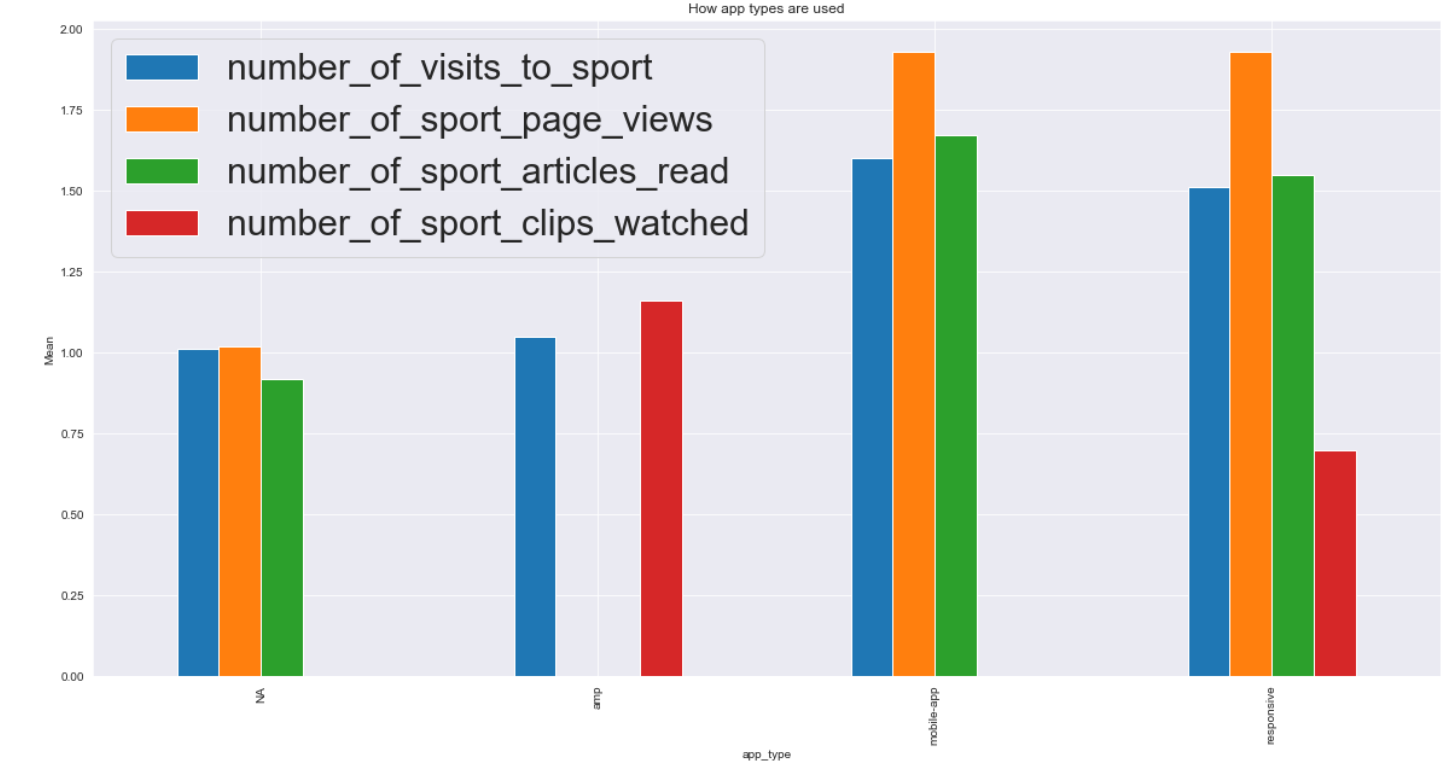 How app types are used
number_of_visits_to_sport
number_of_sport_page_views
number_of_sport_articles_read
number_of_sport_clips_watched
2.00
1.75
1.50
1.25
1.00
0.75
0.50
0.25
0.00
Mean
NA
amp
mobile-app
responsive
app_type